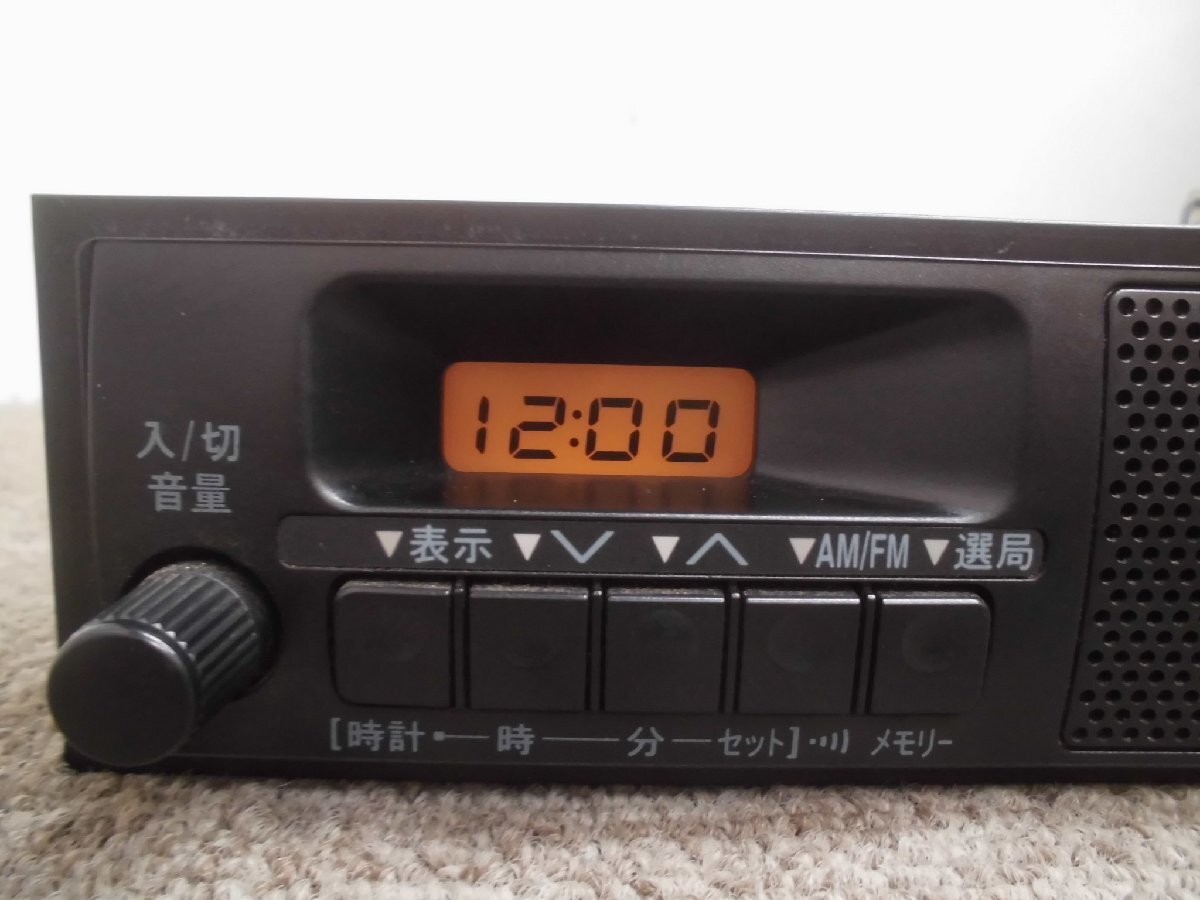 12:00
入/切
音量
▼表示 ▼∨ ▼∧ ▼AM/FM ▼選局
[時計 時 分 セット] メモリー